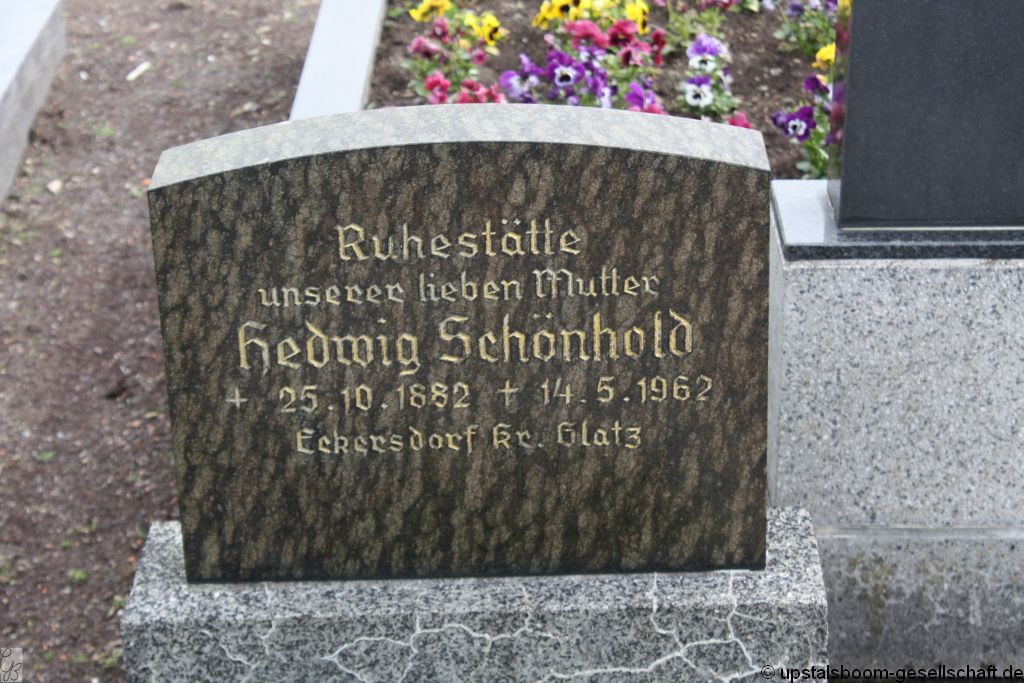 Ruhestätte
unserer lieben Mutter
Hedwig Schönhold
+ 25.10.1882 + 14.5.1962
Eckersdorf Kr. Glatz
© upstalsboom-gesellschaft.de